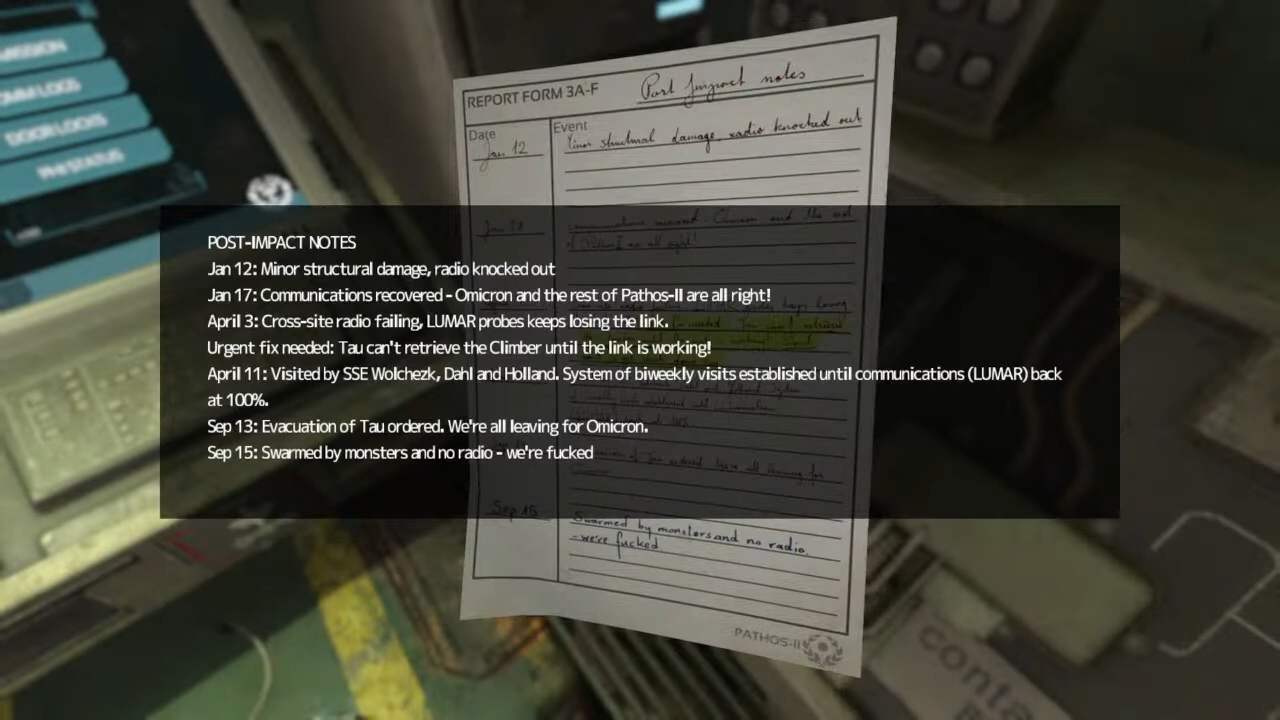 MISSION
COMM LOGS
DOOR LOCKS
REPORT FORM 3A-F
Post Impact notes
Date
Event
Jan 12
Minor structural damage, radio knocked out
POST-IMPACT NOTES
Jan 12: Minor structural damage, radio knocked out
Jan 17: Communications recovered - Omicron and the rest of Pathos-II are all right!
April 3: Cross-site radio failing, LUMAR probes keeps losing the link.
Urgent fix needed: Tau can't retrieve the Climber until the link is working!
April 11: Visited by SSE Wolchezk, Dahl and Holland. System of biweekly visits established until communications (LUMAR) back
at 100%.
Sep 13: Evacuation of Tau ordered. We're all leaving for Omicron.
Sep 15: Swarmed by monsters and no radio - we're fucked
Sep 15
Swarmed by monsters and no radio
- we're fucked
PATHOS-II
conta